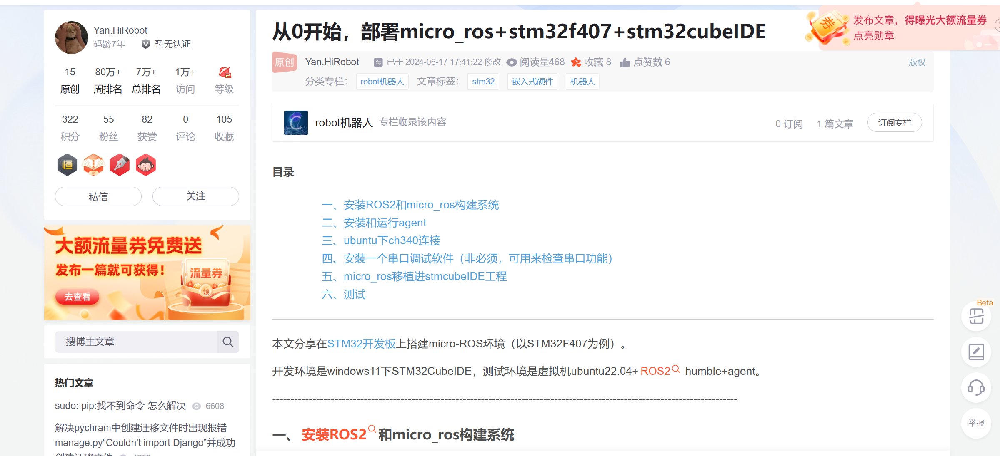 Yan.HiRobot
码龄7年 暂无认证
15 80万+ 7万+ 1万+
原创 周排名 总排名 访问 等级
322 55 82 0 105
积分 粉丝 获赞 评论 收藏
恒
私信 关注
大额流量券免费送
发布一篇就可获得！
流量券
领
去查看
搜博主文章
热门文章
sudo: pip:找不到命令 怎么解决 6608
解决pychram中创建迁移文件时出现报错
manage.py“Couldn't import Django”并成功
从0开始，部署micro_ros+stm32f407+stm32cubeIDE
原创 Yan.HiRobot 已于 2024-06-17 17:41:22 修改 阅读量468 收藏 8 点赞数 6 版权
分类专栏： robot机器人 文章标签： stm32 嵌入式硬件 机器人
robot机器人 专栏收录该内容 0 订阅 1 篇文章 订阅专栏
目录
一、安装ROS2和micro_ros构建系统
二、安装和运行agent
三、ubuntu下ch340连接
四、安装一个串口调试软件（非必须，可用来检查串口功能）
五、micro_ros移植进stmcubeIDE工程
六、测试
本文分享在STM32开发板上搭建micro-ROS环境（以STM32F407为例）。
开发环境是windows11下STM32CubeIDE，测试环境是虚拟机ubuntu22.04+ ROS2 humble+agent。
一、安装ROS2和micro_ros构建系统
券
发布文章，得曝光大额流量券
点亮勋章
Beta
举报